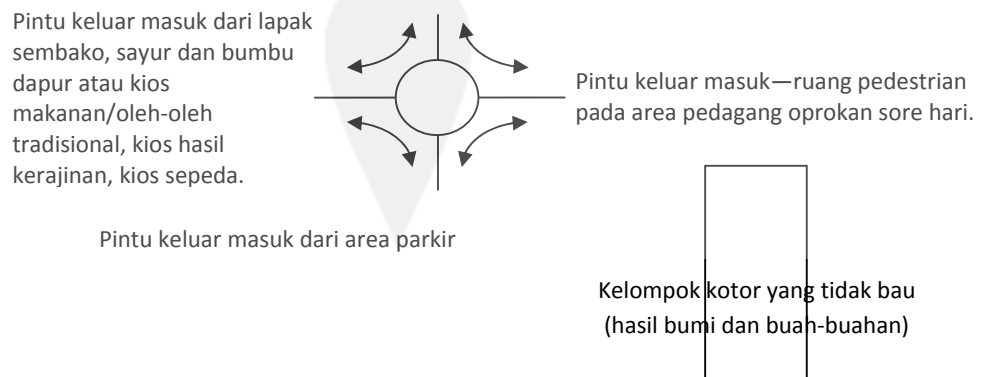 Pintu keluar masuk dari lapak
sembako, sayur dan bumbu
dapur atau kios
makanan/oleh-oleh
tradisional, kios hasil
kerajinan, kios sepeda.
Pintu keluar masuk—ruang pedestrian
pada area pedagang oprokan sore hari.
Pintu keluar masuk dari area parkir
Kelompok kotor yang tidak bau
(hasil bumi dan buah-buahan)